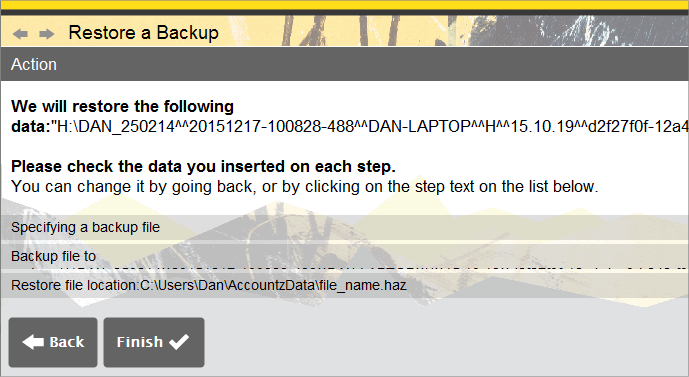 Restore a Backup
Action
We will restore the following
data:"H:\DAN_250214^^20151217-100828-488^^DAN-LAPTOP^^H^^15.10.19^^d2f27f0f-12a4
Please check the data you inserted on each step.
You can change it by going back, or by clicking on the step text on the list below.
Specifying a backup file
Backup file to
Restore file location:C:\Users\Dan\AccountzData\file_name.haz
Back
Finish